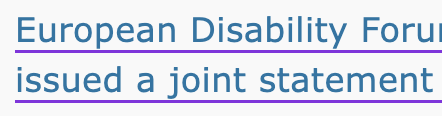 European Disability Foru
issued a joint statement